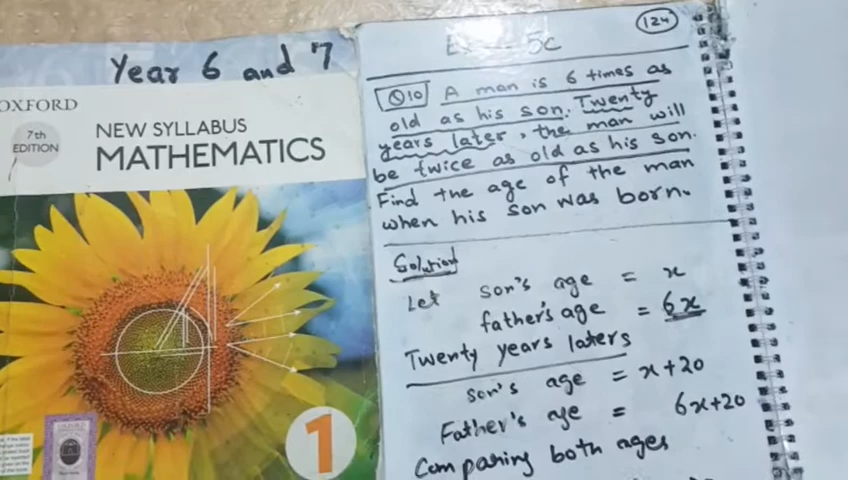 Year 6 and 7
OXFORD
7th
EDITION
NEW SYLLABUS
MATHEMATICS
1
124
5c
Q10 A man is 6 times as
old as his son. Twenty
years later, the man will
be twice as old as his son.
Find the age of the man
when his son was born.
Solution
Let son's age = x
father's age = 6x
Twenty years laters
son's age = x+20
Father's age = 6x+20
Comparing both ages